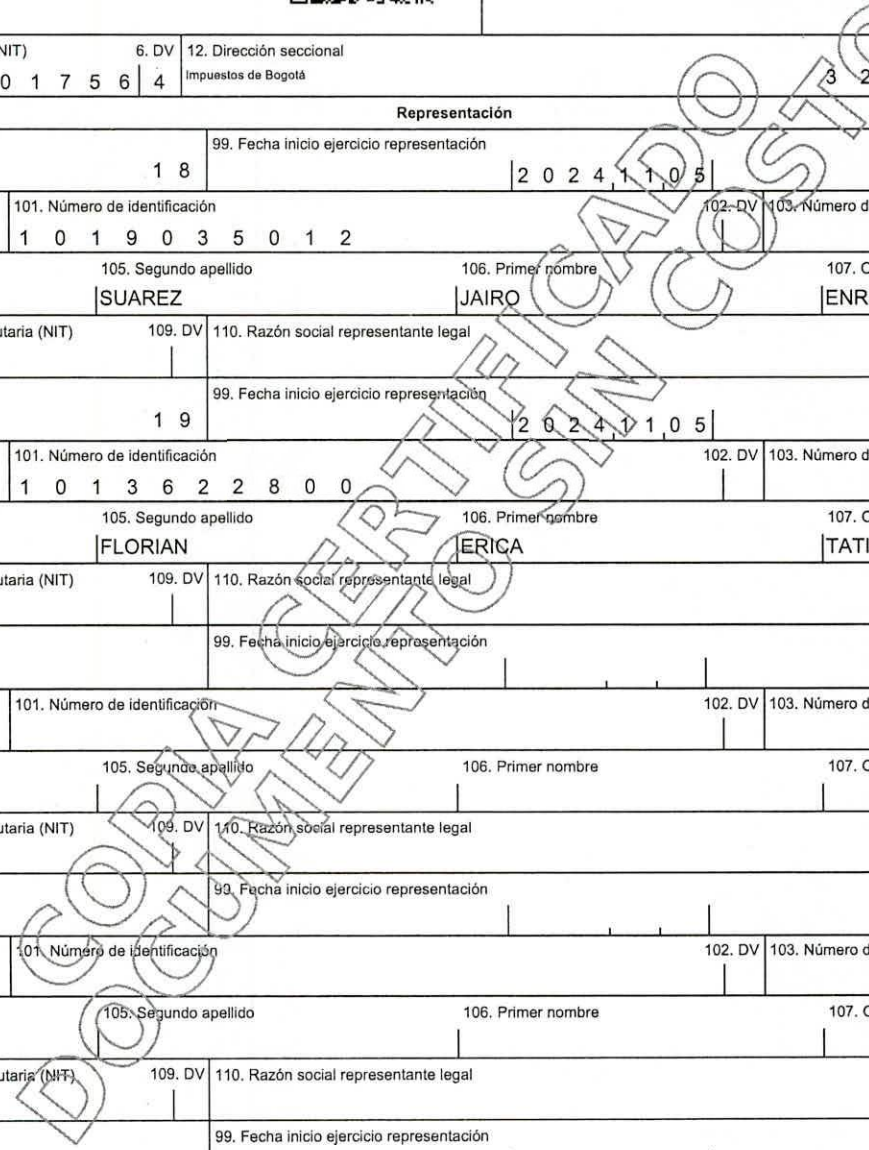 NIT) 6. DV 12. Dirección seccional
0 1 7 5 6 4 Impuestos de Bogotá 3 2
Representación
99. Fecha inicio ejercicio representación
1 8 2 0 2 4 1 1 0 5
101. Número de identificación 102. DV 103. Número d
1 0 1 9 0 3 5 0 1 2
105. Segundo apellido 106. Primer nombre 107. O
SUAREZ JAIRO ENR
utaria (NIT) 109. DV 110. Razón social representante legal
99. Fecha inicio ejercicio representación
1 9 2 0 2 4 1 1 0 5
101. Número de identificación 102. DV 103. Número d
1 0 1 3 6 2 2 8 0 0
105. Segundo apellido 106. Primer nombre 107. O
FLORIAN ERICA TATI
utaria (NIT) 109. DV 110. Razón social representante legal
99. Fecha inicio ejercicio representación
101. Número de identificación 102. DV 103. Número d
105. Segundo apellido 106. Primer nombre 107. O
utaria (NIT) 109. DV 110. Razón social representante legal
99. Fecha inicio ejercicio representación
101. Número de identificación 102. DV 103. Número d
105. Segundo apellido 106. Primer nombre 107. O
utaria (NIT) 109. DV 110. Razón social representante legal
99. Fecha inicio ejercicio representación
COPIA CERTIFICADO
DOCUMENTO SIN COSTO